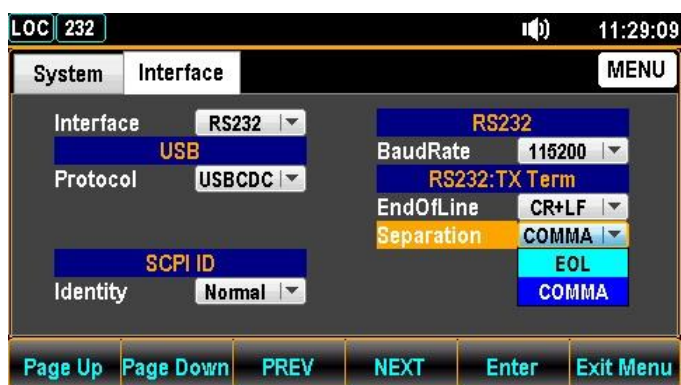 LOC 232 11:29:09
System Interface MENU
Interface RS232 RS232
USB BaudRate 115200
Protocol USBCDC RS232:TX Term
EndOfLine CR+LF
Separation COMMA
SCPI ID EOL
Identity Normal COMMA
Page Up Page Down PREV NEXT Enter Exit Menu